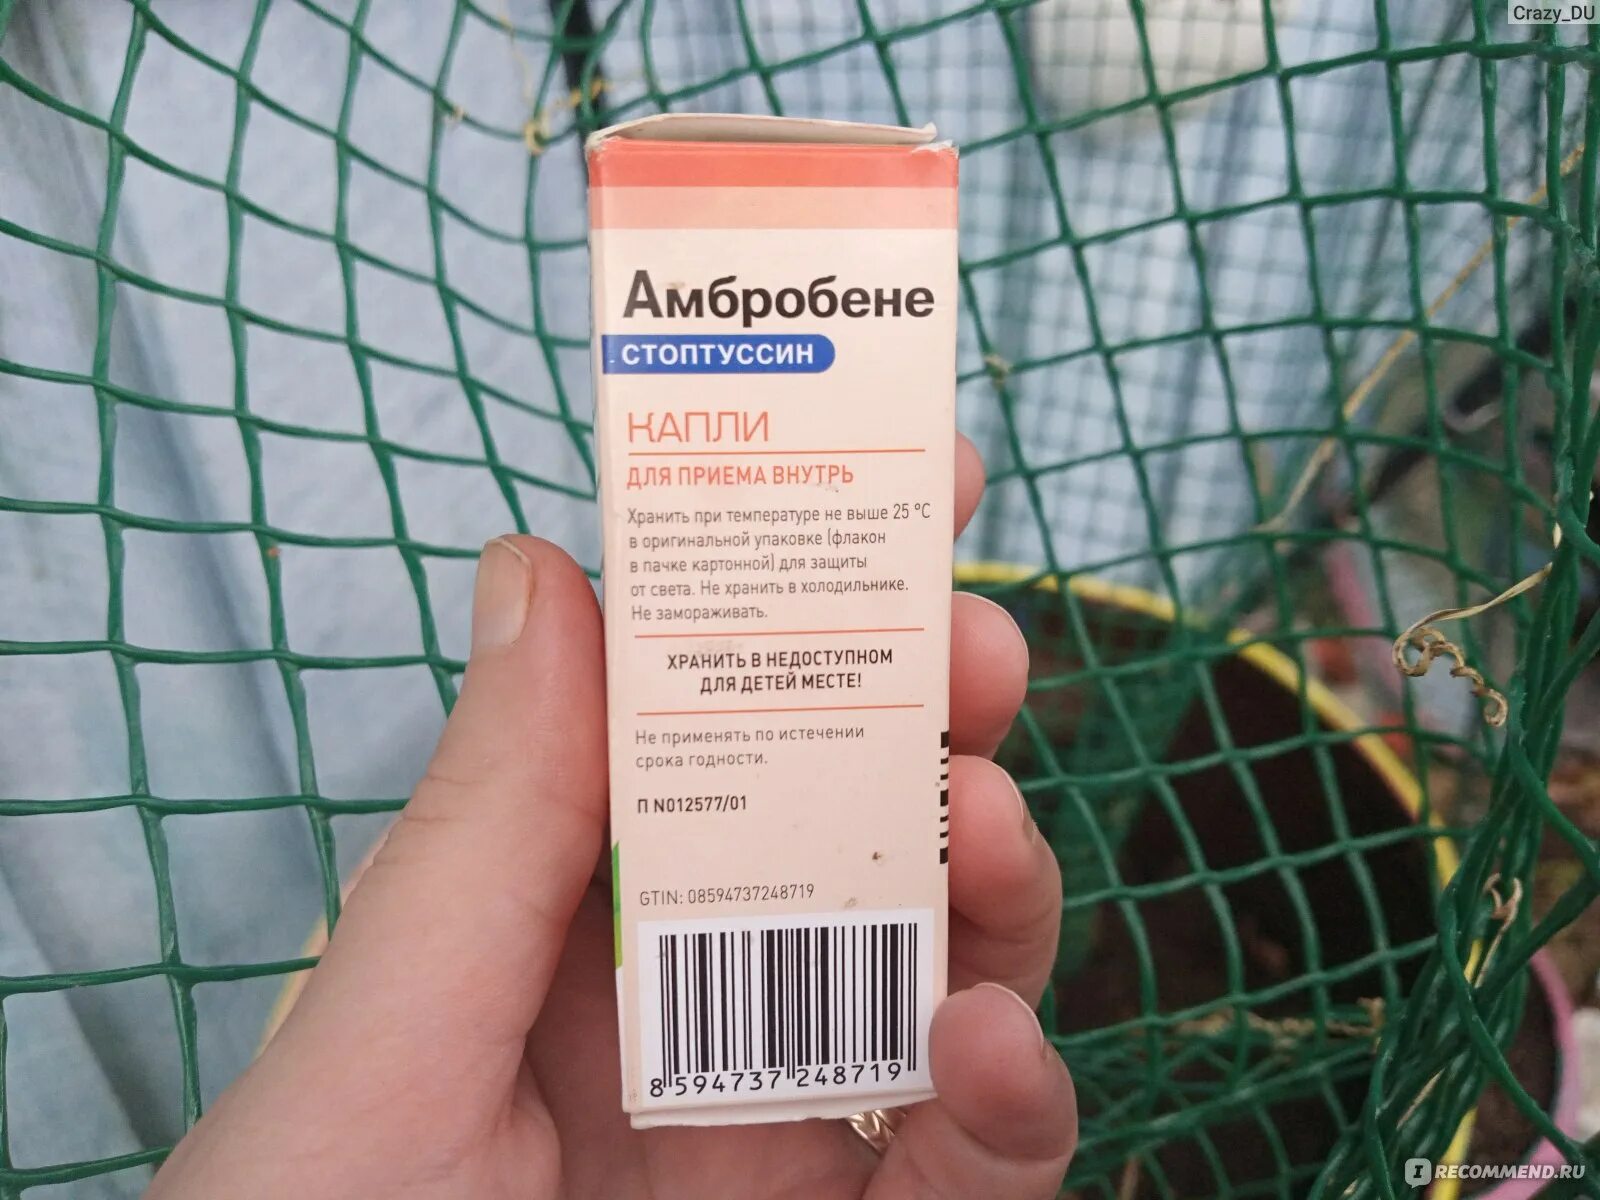 Crazy_DU
Амбробене
СТОПТУССИН
КАПЛИ
ДЛЯ ПРИЕМА ВНУТРЬ
Хранить при температуре не выше 25 °C
в оригинальной упаковке (флакон
в пачке картонной) для защиты
от света. Не хранить в холодильнике.
Не замораживать.
ХРАНИТЬ В НЕДОСТУПНОМ
ДЛЯ ДЕТЕЙ МЕСТЕ!
Не применять по истечении
срока годности.
П N012577/01
GTIN: 08594737248719
8 594737 248719
IRECOMMEND.RU